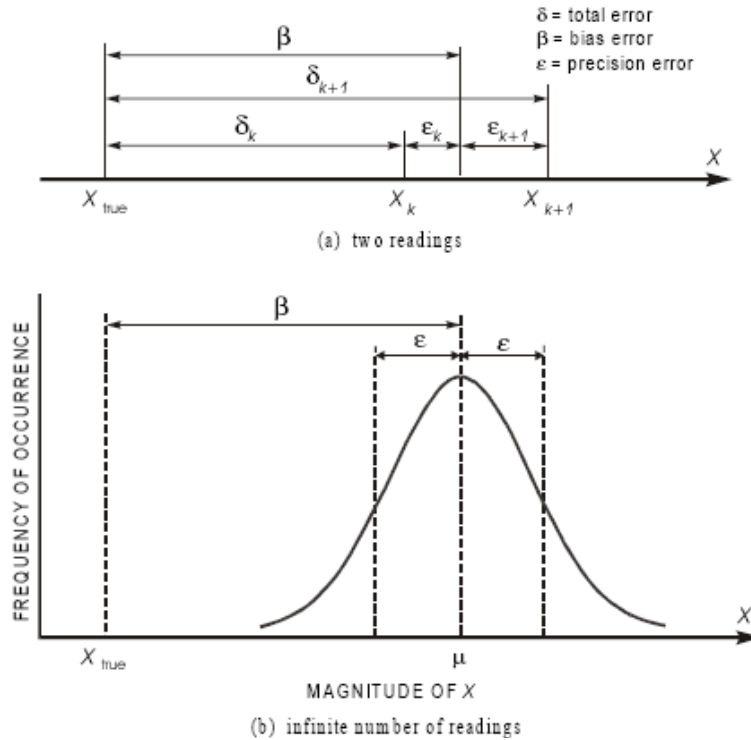 δ = total error
β = bias error
ε = precision error
β
δk+1
δk
εk
εk+1
X
Xtrue
Xk
Xk+1
(a) two readings
β
ε
ε
FREQUENCY OF OCCURRENCE
X
Xtrue
μ
MAGNITUDE OF X
(b) infinite number of readings